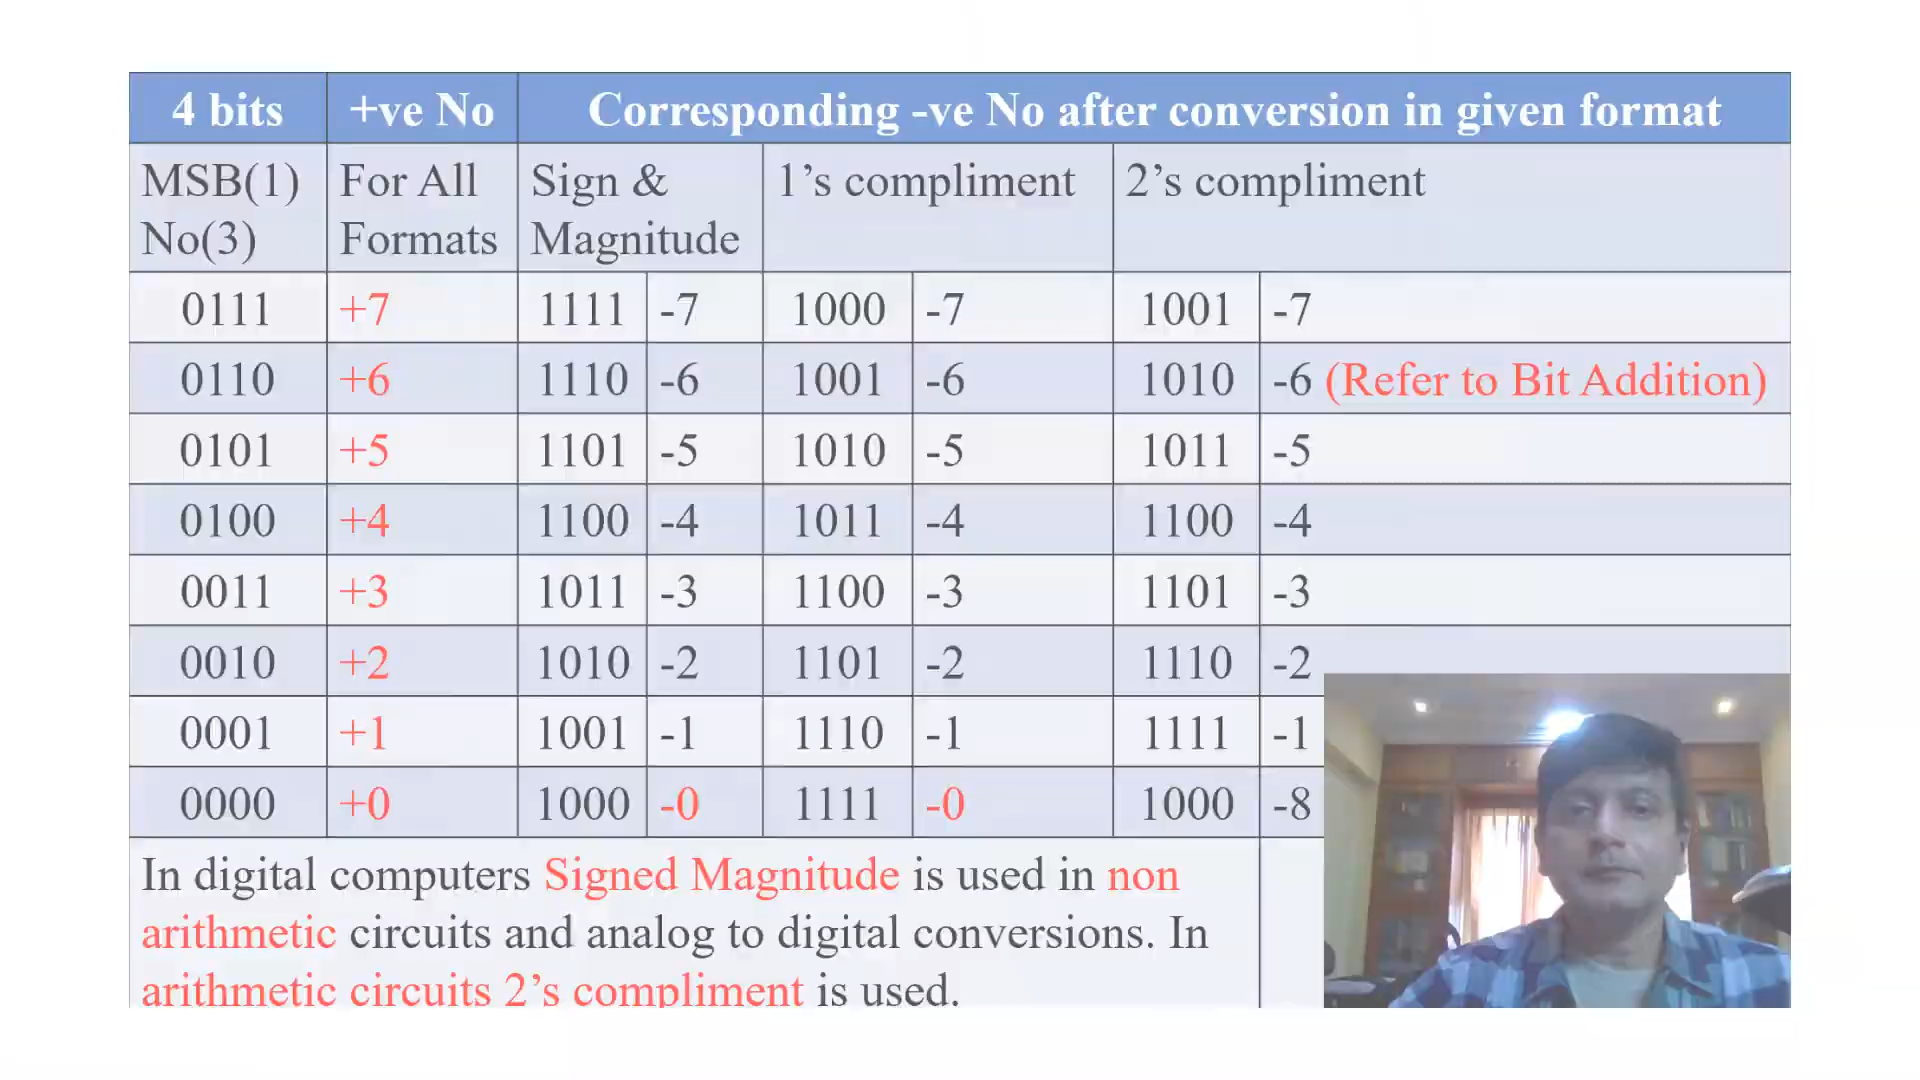 4 bits +ve No Corresponding -ve No after conversion in given format
MSB(1) For All Sign & 1’s compliment 2’s compliment
No(3) Formats Magnitude
0111 +7 1111 -7 1000 -7 1001 -7
0110 +6 1110 -6 1001 -6 1010 -6 (Refer to Bit Addition)
0101 +5 1101 -5 1010 -5 1011 -5
0100 +4 1100 -4 1011 -4 1100 -4
0011 +3 1011 -3 1100 -3 1101 -3
0010 +2 1010 -2 1101 -2 1110 -2
0001 +1 1001 -1 1110 -1 1111 -1
0000 +0 1000 -0 1111 -0 1000 -8
In digital computers Signed Magnitude is used in non
arithmetic circuits and analog to digital conversions. In
arithmetic circuits 2’s compliment is used.